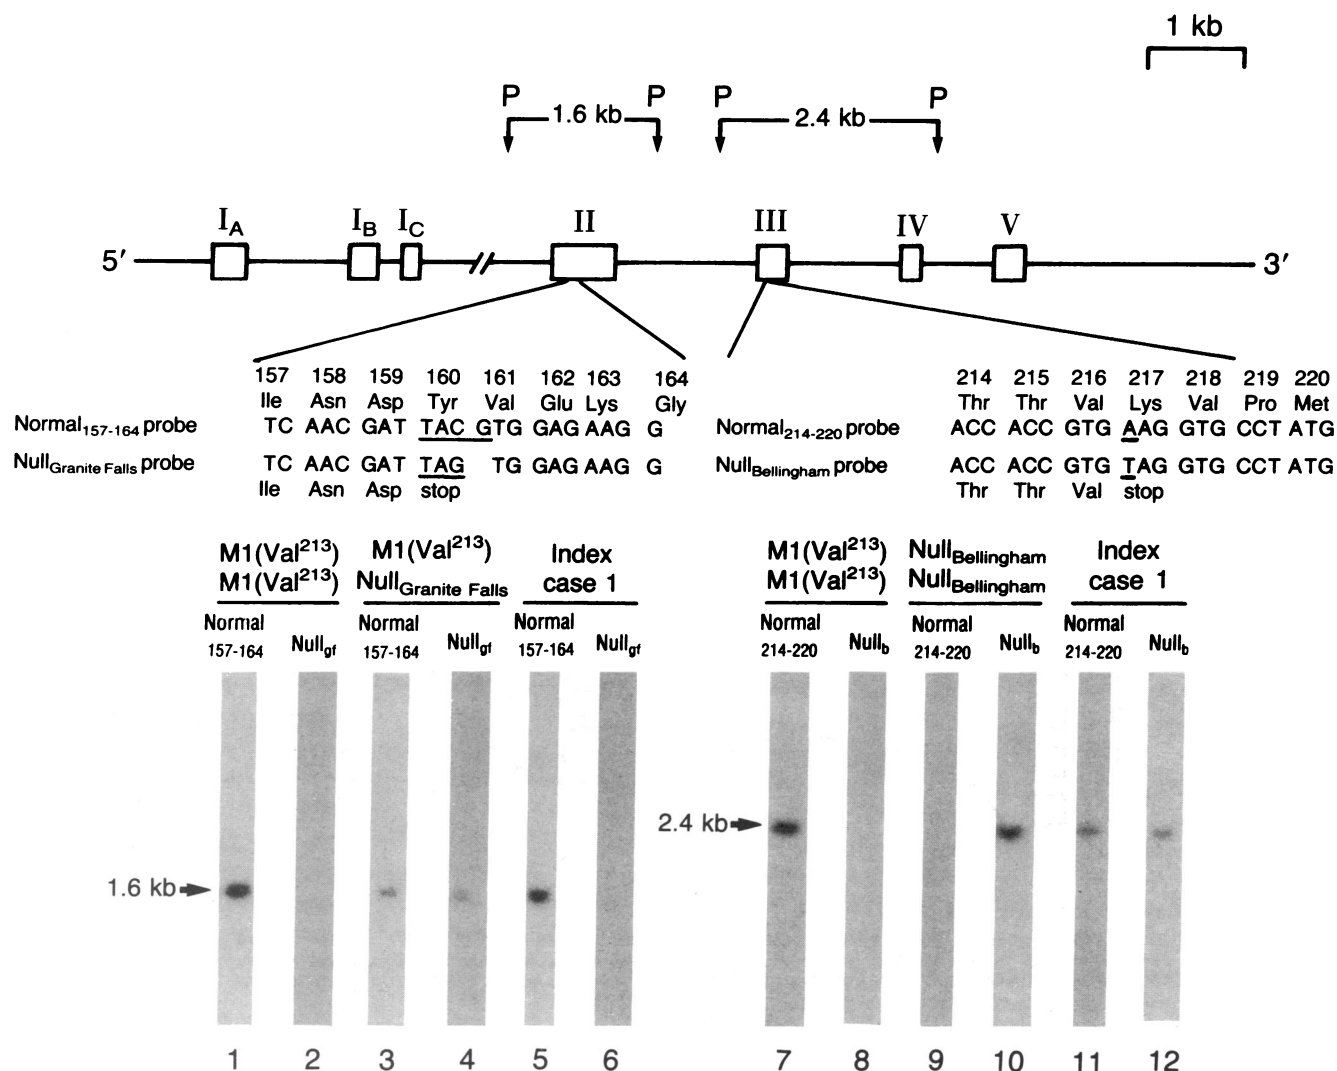 1 kb
P P P P
1.6 kb 2.4 kb
I_A I_B I_C II III IV V
5′ 3′
157 158 159 160 161 162 163 164
Ile Asn Asp Tyr Val Glu Lys Gly
Normal157-164 probe TC AAC GAT TAC GTG GAG AAG G
NullGranite Falls probe TC AAC GAT TAG TG GAG AAG G
Ile Asn Asp stop
214 215 216 217 218 219 220
Thr Thr Val Lys Val Pro Met
Normal214-220 probe ACC ACC GTG AAG GTG CCT ATG
NullBellingham probe ACC ACC GTG TAG GTG CCT ATG
Thr Thr Val stop
M1(Val213)
M1(Val213)
M1(Val213)
NullGranite Falls
Index
case 1
Normal
157-164
Nullgf
Normal
157-164
Nullgf
Normal
157-164
Nullgf
M1(Val213)
M1(Val213)
NullBellingham
NullBellingham
Index
case 1
Normal
214-220
Nullb
Normal
214-220
Nullb
Normal
214-220
Nullb
2.4 kb
1.6 kb
1 2 3 4 5 6 7 8 9 10 11 12